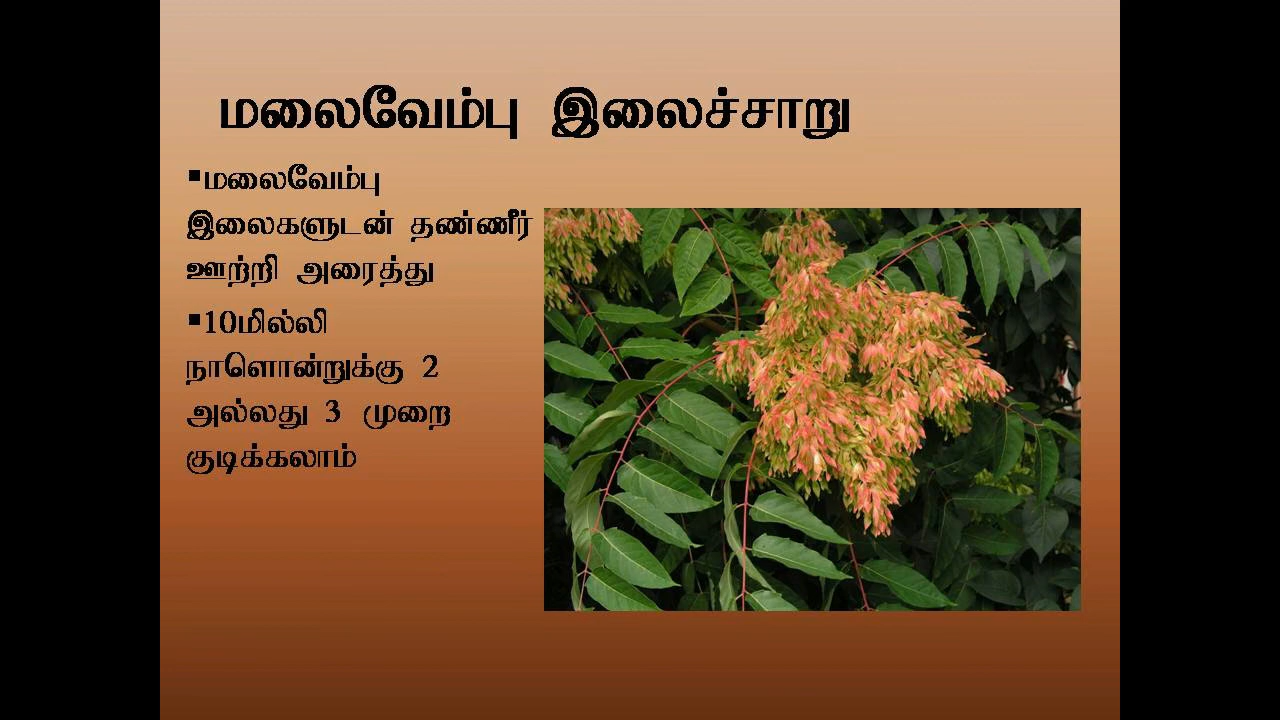 மலைவேம்பு இலைச்சாறு
▪மலைவேம்பு
இலைகளுடன் தண்ணீர்
ஊற்றி அரைத்து
▪10மில்லி
நாளொன்றுக்கு 2
அல்லது 3 முறை
குடிக்கலாம்